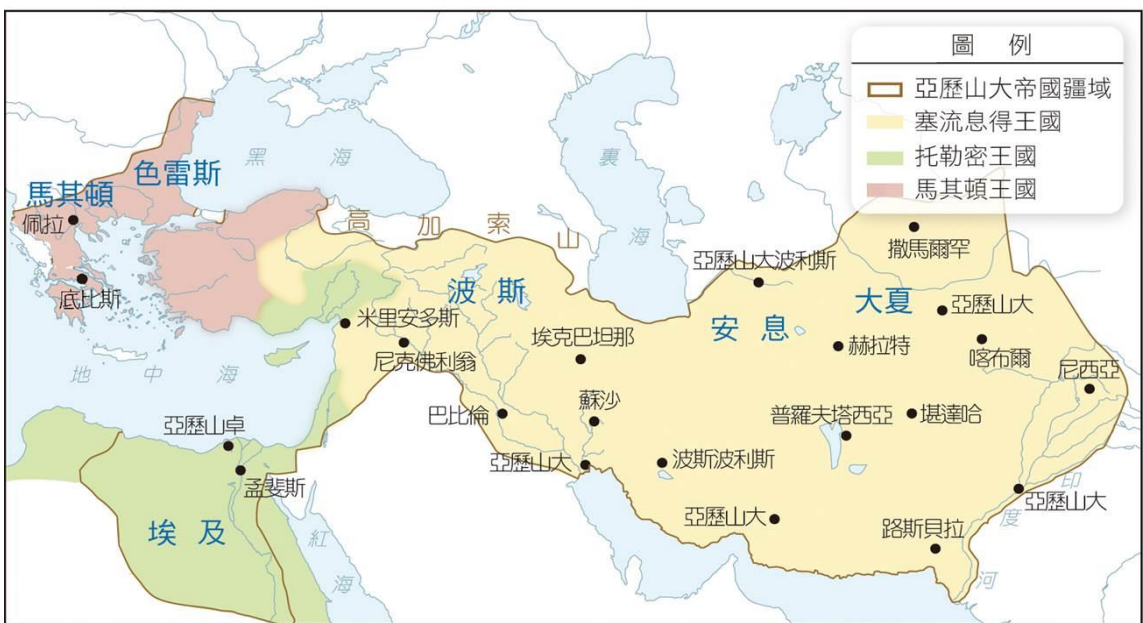 圖 例
亞歷山大帝國疆域
塞流息得王國
托勒密王國
馬其頓王國
黑海
裏海
色雷斯
馬其頓
佩拉
高加索山
撒馬爾罕
亞歷山大波利斯
底比斯
波斯
大夏
亞歷山大
米里安多斯
安息
埃克巴坦那
赫拉特
喀布爾
尼克佛利翁
尼西亞
地中海
蘇沙
巴比倫
普羅夫塔西亞
堪達哈
亞歷山卓
亞歷山大
波斯波利斯
孟斐斯
印度河
亞歷山大
埃及
亞歷山大
路斯貝拉
紅海